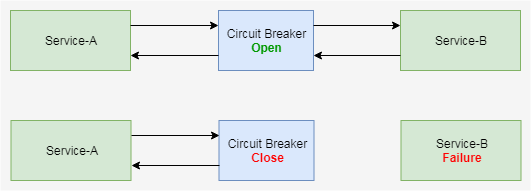 Service-A
Circuit Breaker
Open
Service-B
Service-A
Circuit Breaker
Close
Service-B
Failure